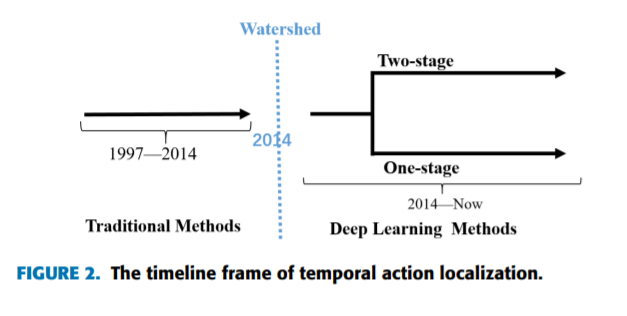 Watershed
Two-stage
2014
1997—2014
One-stage
2014—Now
Traditional Methods
Deep Learning Methods
FIGURE 2. The timeline frame of temporal action localization.